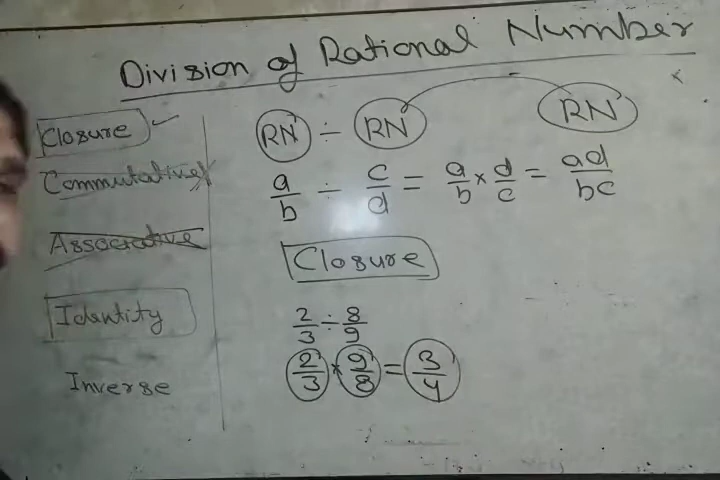 Division of Rational Number
Closure ✓
Commutative
Associative
Identity
Inverse
RN ÷ RN RN
a/b ÷ c/d = a/b × d/c = ad/bc
Closure
2/3 ÷ 8/9
2/3 × 9/8 = 3/4